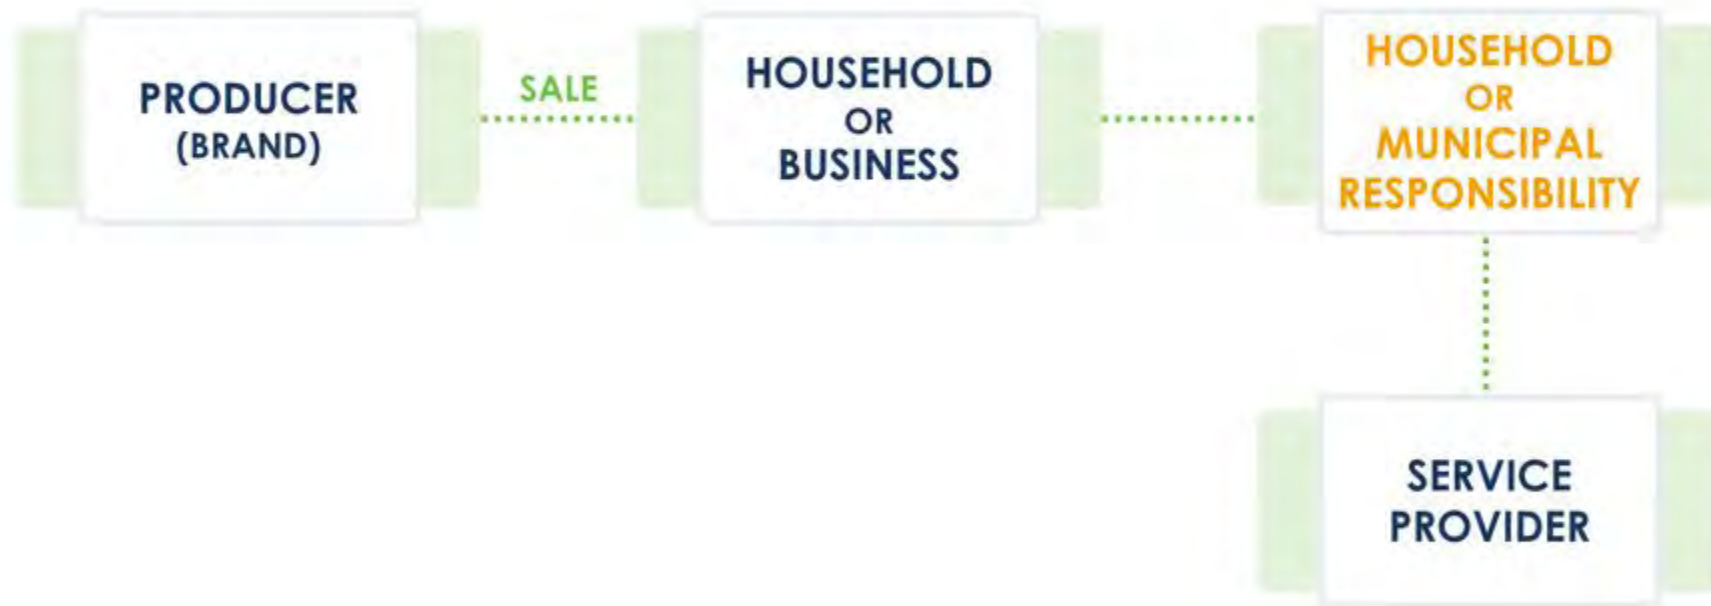 PRODUCER
(BRAND)
SALE
HOUSEHOLD
OR
BUSINESS
HOUSEHOLD
OR
MUNICIPAL
RESPONSIBILITY
SERVICE
PROVIDER